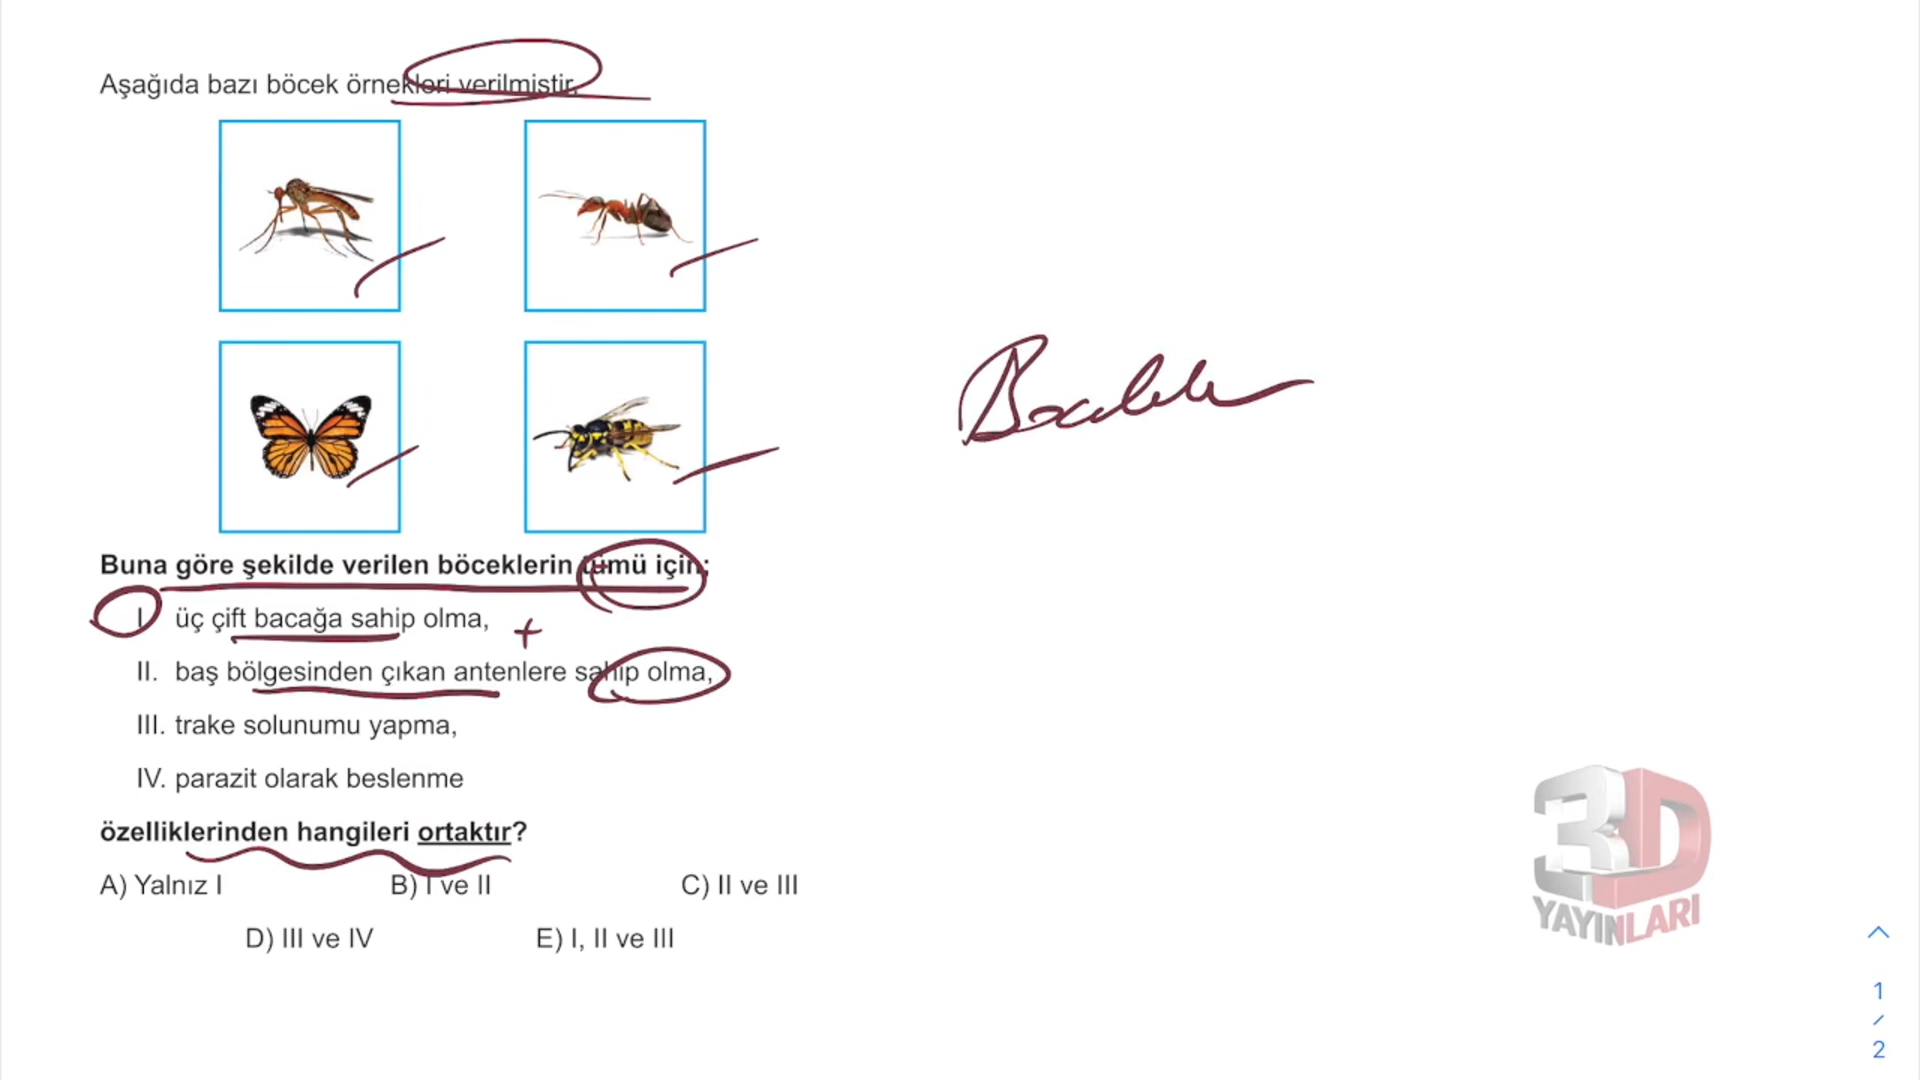 Aşağıda bazı böcek örnekleri verilmiştir.
Buna göre şekilde verilen böceklerin tümü için;
I. üç çift bacağa sahip olma,
+
II. baş bölgesinden çıkan antenlere sahip olma,
III. trake solunumu yapma,
IV. parazit olarak beslenme
özelliklerinden hangileri ortaktır?
A) Yalnız I B) I ve II C) II ve III
D) III ve IV E) I, II ve III
3D
YAYINLARI
1
/
2